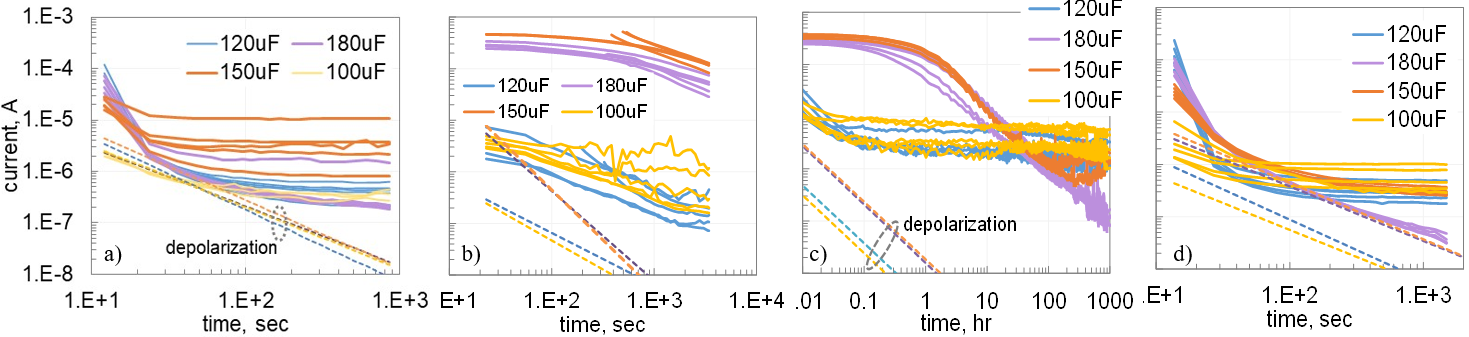 1.E-3
1.E-4
1.E-5
1.E-6
1.E-7
1.E-8
current, A
120uF 180uF
150uF 100uF
depolarization
a)
1.E+1 1.E+2 1.E+3
time, sec
120uF 180uF
150uF 100uF
b)
E+1 1.E+2 1.E+3 1.E+4
time, sec
120uF
180uF
150uF
100uF
depolarization
c)
.01 0.1 1 10 100 1000
time, hr
120uF
180uF
150uF
100uF
d)
.E+1 1.E+2 1.E+3
time, sec